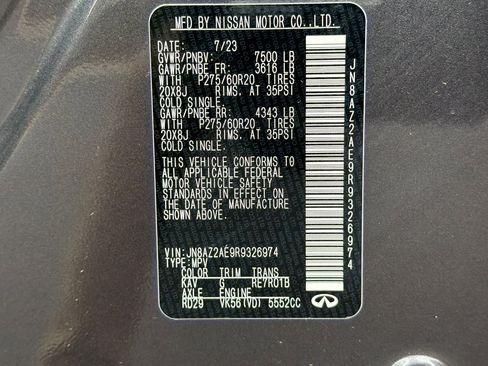 MFD BY NISSAN MOTOR CO.,LTD.
DATE: 7/23
GVWR/PNBV: 7500 LB
GAWR/PNBE FR: 3616 LB
WITH P275/60R20 TIRES
20X8J RIMS, AT 35PSI
COLD SINGLE.
GAWR/PNBE RR: 4343 LB
WITH P275/60R20 TIRES
20X8J RIMS, AT 35PSI
COLD SINGLE.
THIS VEHICLE CONFORMS TO
ALL APPLICABLE FEDERAL
MOTOR VEHICLE SAFETY
STANDARDS IN EFFECT ON
THE DATE OF MANUFACTURE
SHOWN ABOVE.
VIN: JN8AZ2AE9R9326974
TYPE: MPV
COLOR TRIM TRANS
KAV G RE7R01B
AXLE ENGINE
RD29 VK56(VD) 5552CC
JN8AZ2AE9R9326974
INFINITI